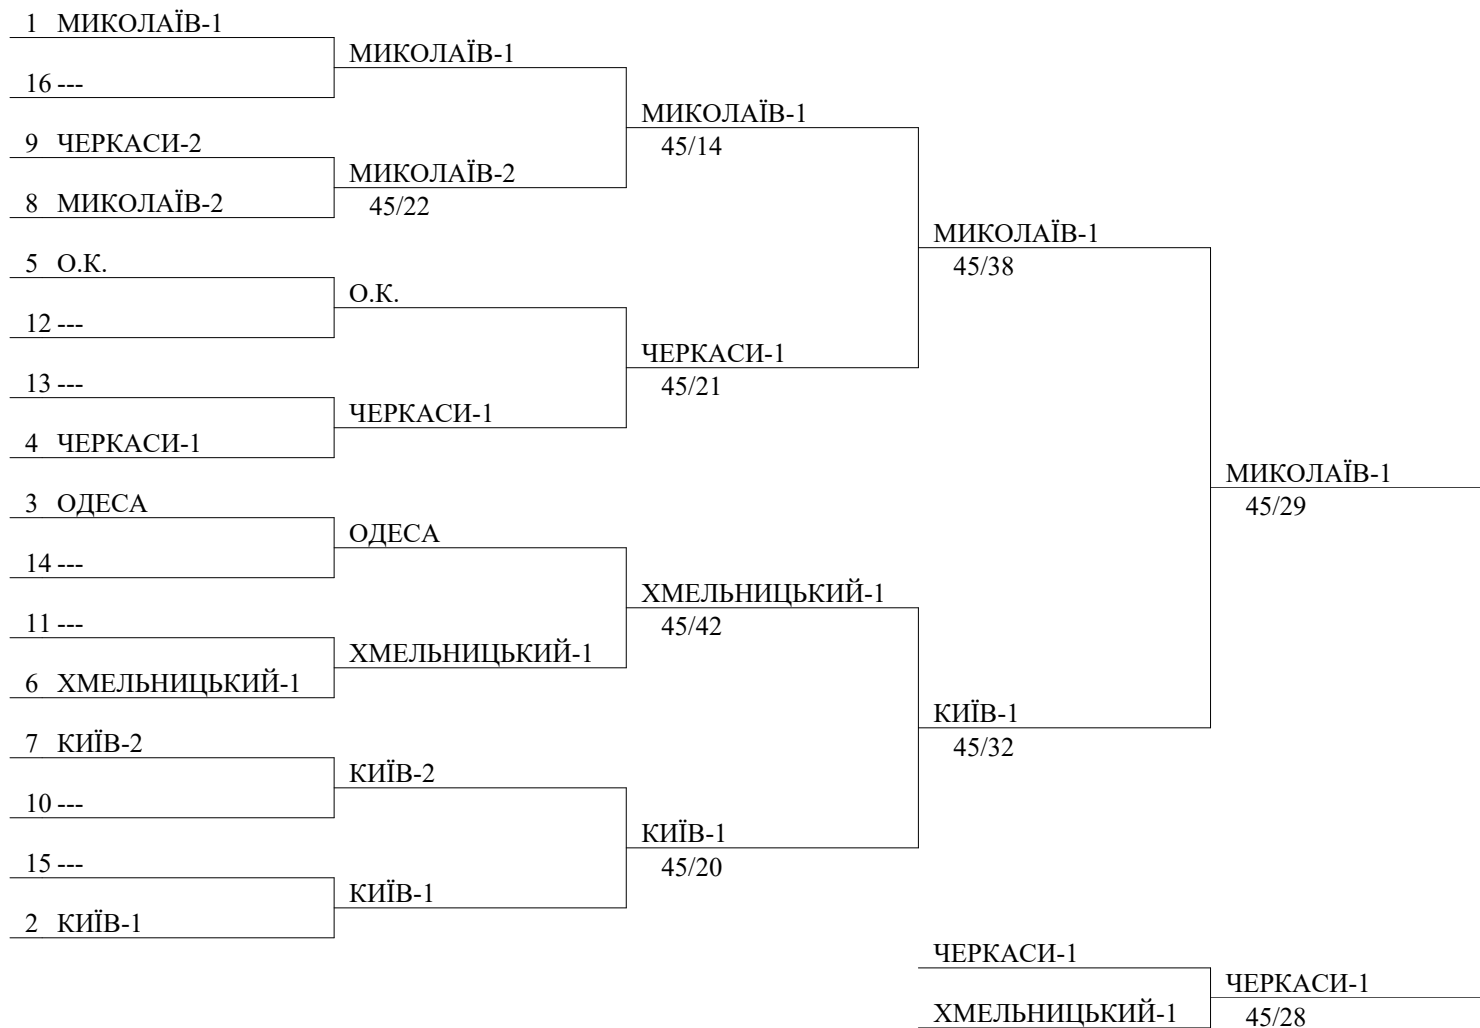 1 МИКОЛАЇВ-1
МИКОЛАЇВ-1
16 ---
МИКОЛАЇВ-1
45/14
9 ЧЕРКАСИ-2
МИКОЛАЇВ-2
45/22
8 МИКОЛАЇВ-2
МИКОЛАЇВ-1
45/38
5 О.К.
О.К.
12 ---
ЧЕРКАСИ-1
45/21
13 ---
ЧЕРКАСИ-1
4 ЧЕРКАСИ-1
МИКОЛАЇВ-1
45/29
3 ОДЕСА
ОДЕСА
14 ---
ХМЕЛЬНИЦЬКИЙ-1
45/42
11 ---
ХМЕЛЬНИЦЬКИЙ-1
6 ХМЕЛЬНИЦЬКИЙ-1
КИЇВ-1
45/32
7 КИЇВ-2
КИЇВ-2
10 ---
КИЇВ-1
45/20
15 ---
КИЇВ-1
2 КИЇВ-1
ЧЕРКАСИ-1
ЧЕРКАСИ-1
45/28
ХМЕЛЬНИЦЬКИЙ-1